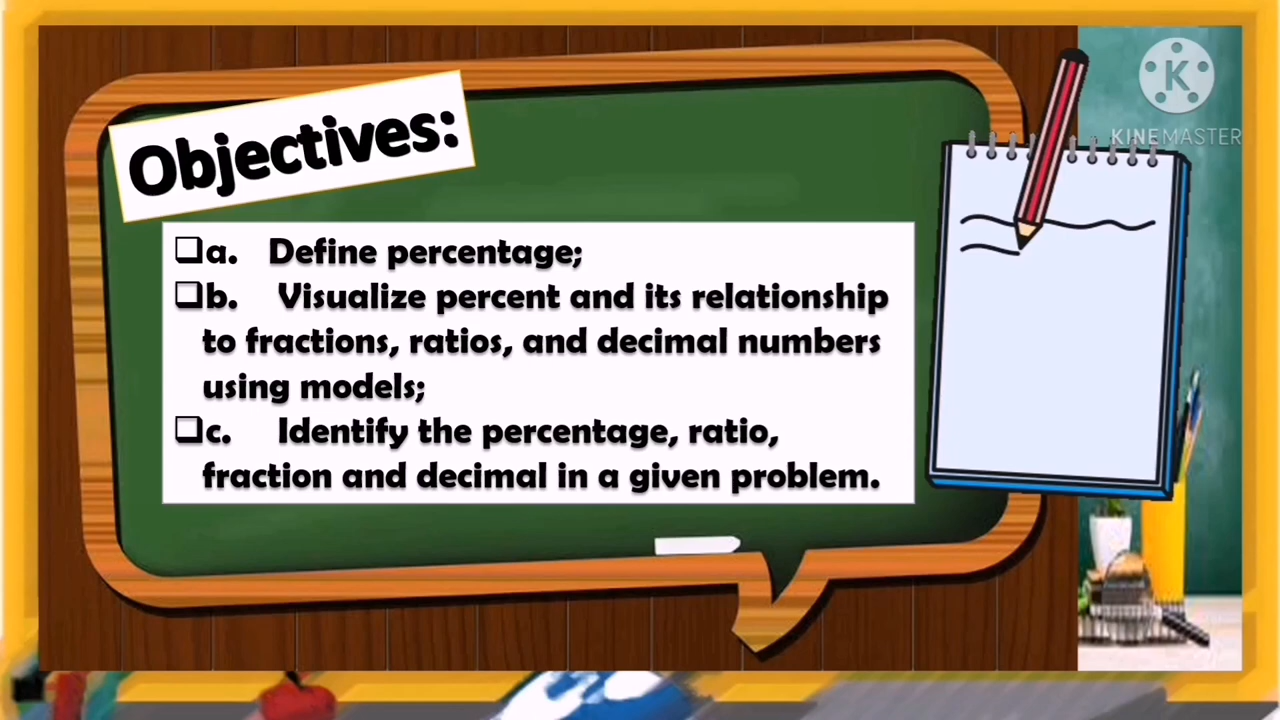 Objectives:
❑a. Define percentage;
❑b. Visualize percent and its relationship
to fractions, ratios, and decimal numbers
using models;
❑c. Identify the percentage, ratio,
fraction and decimal in a given problem.
K
KINEMASTER